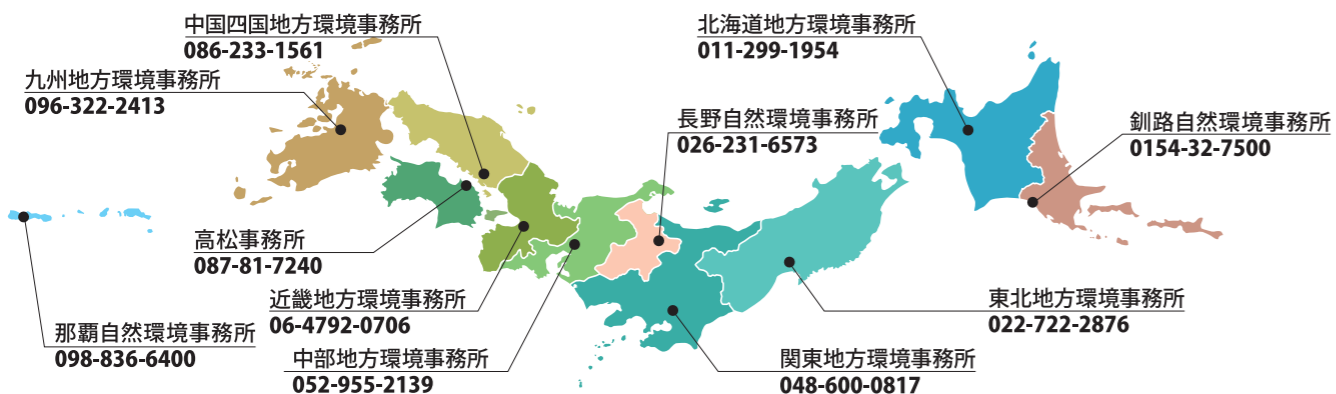 中国四国地方環境事務所
086-233-1561
九州地方環境事務所
096-322-2413
北海道地方環境事務所
011-299-1954
長野自然環境事務所
026-231-6573
釧路自然環境事務所
0154-32-7500
高松事務所
087-81-7240
近畿地方環境事務所
06-4792-0706
東北地方環境事務所
022-722-2876
那覇自然環境事務所
098-836-6400
中部地方環境事務所
052-955-2139
関東地方環境事務所
048-600-0817